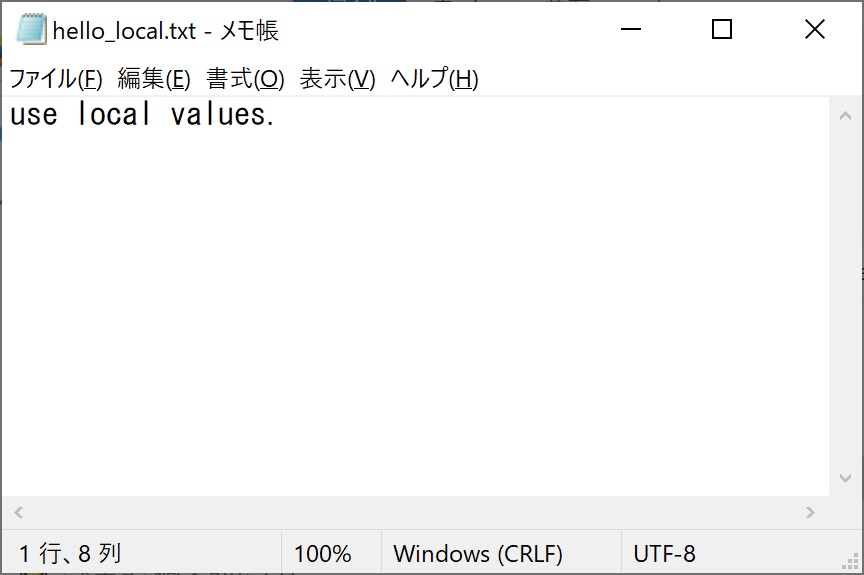 hello_local.txt - メモ帳
ファイル(F) 編集(E) 書式(O) 表示(V) ヘルプ(H)
use local values.
1 行、8 列 100% Windows (CRLF) UTF-8